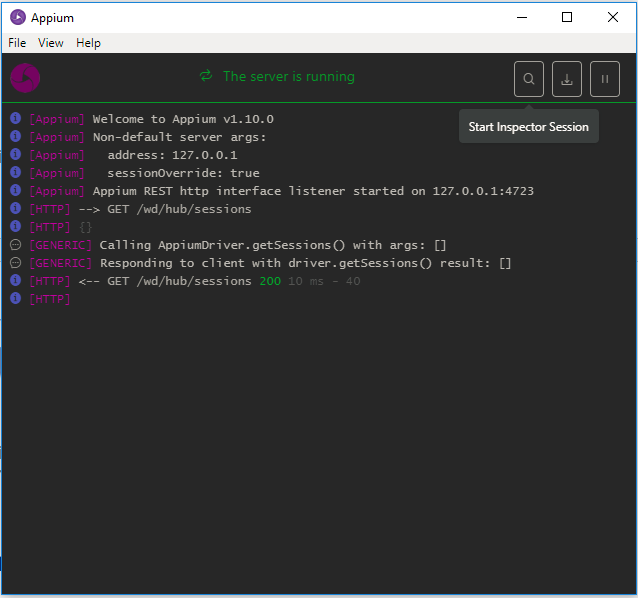 Appium
File View Help
The server is running
Start Inspector Session
[Appium] Welcome to Appium v1.10.0
[Appium] Non-default server args:
[Appium] address: 127.0.0.1
[Appium] sessionOverride: true
[Appium] Appium REST http interface listener started on 127.0.0.1:4723
[HTTP] --> GET /wd/hub/sessions
[HTTP] {}
[GENERIC] Calling AppiumDriver.getSessions() with args: []
[GENERIC] Responding to client with driver.getSessions() result: []
[HTTP] <-- GET /wd/hub/sessions 200 10 ms - 40
[HTTP]